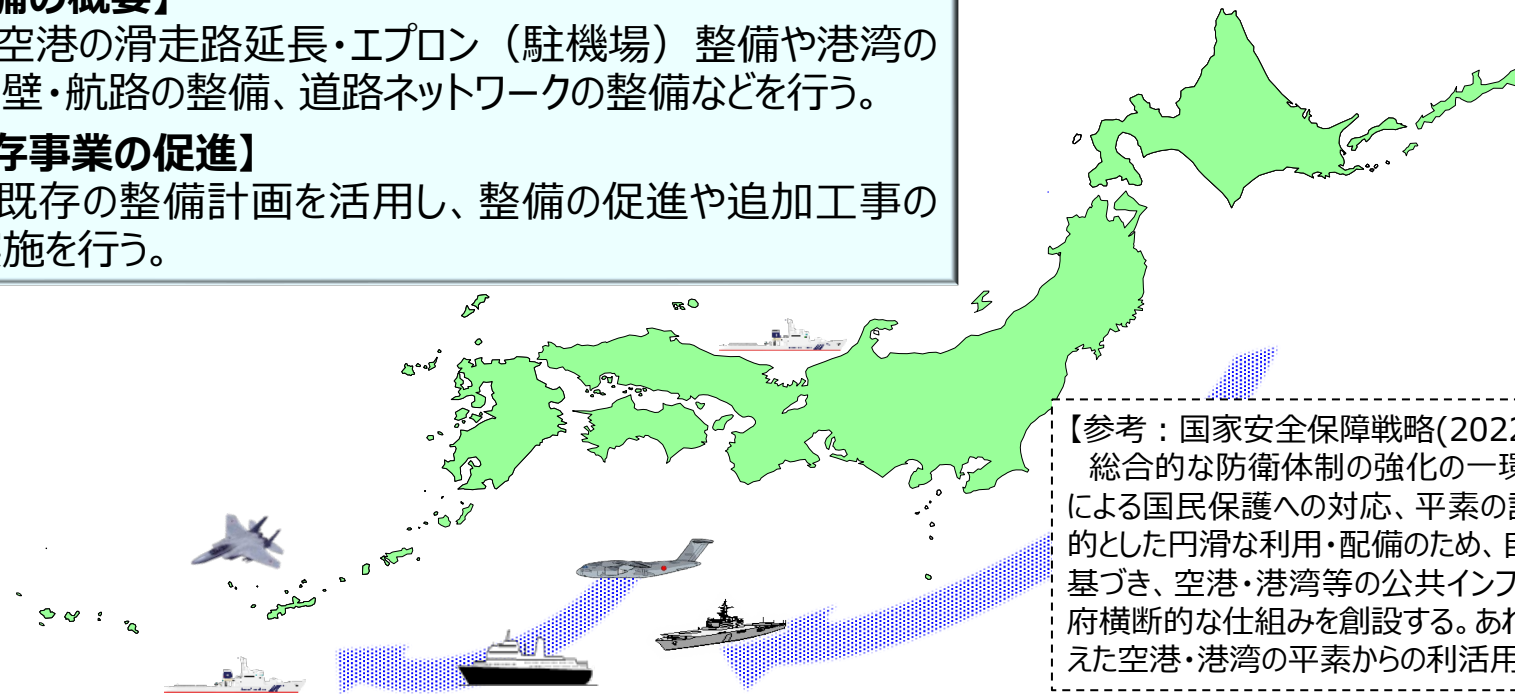 備の概要】
空港の滑走路延長・エプロン（駐機場）整備や港湾の
壁・航路の整備、道路ネットワークの整備などを行う。
存事業の促進】
既存の整備計画を活用し、整備の促進や追加工事の
施を行う。
【参考：国家安全保障戦略(2022
総合的な防衛体制の強化の一環
による国民保護への対応、平素の訓
的とした円滑な利用・配備のため、自
基づき、空港・港湾等の公共インフ
府横断的な仕組みを創設する。あわ
えた空港・港湾の平素からの利活用